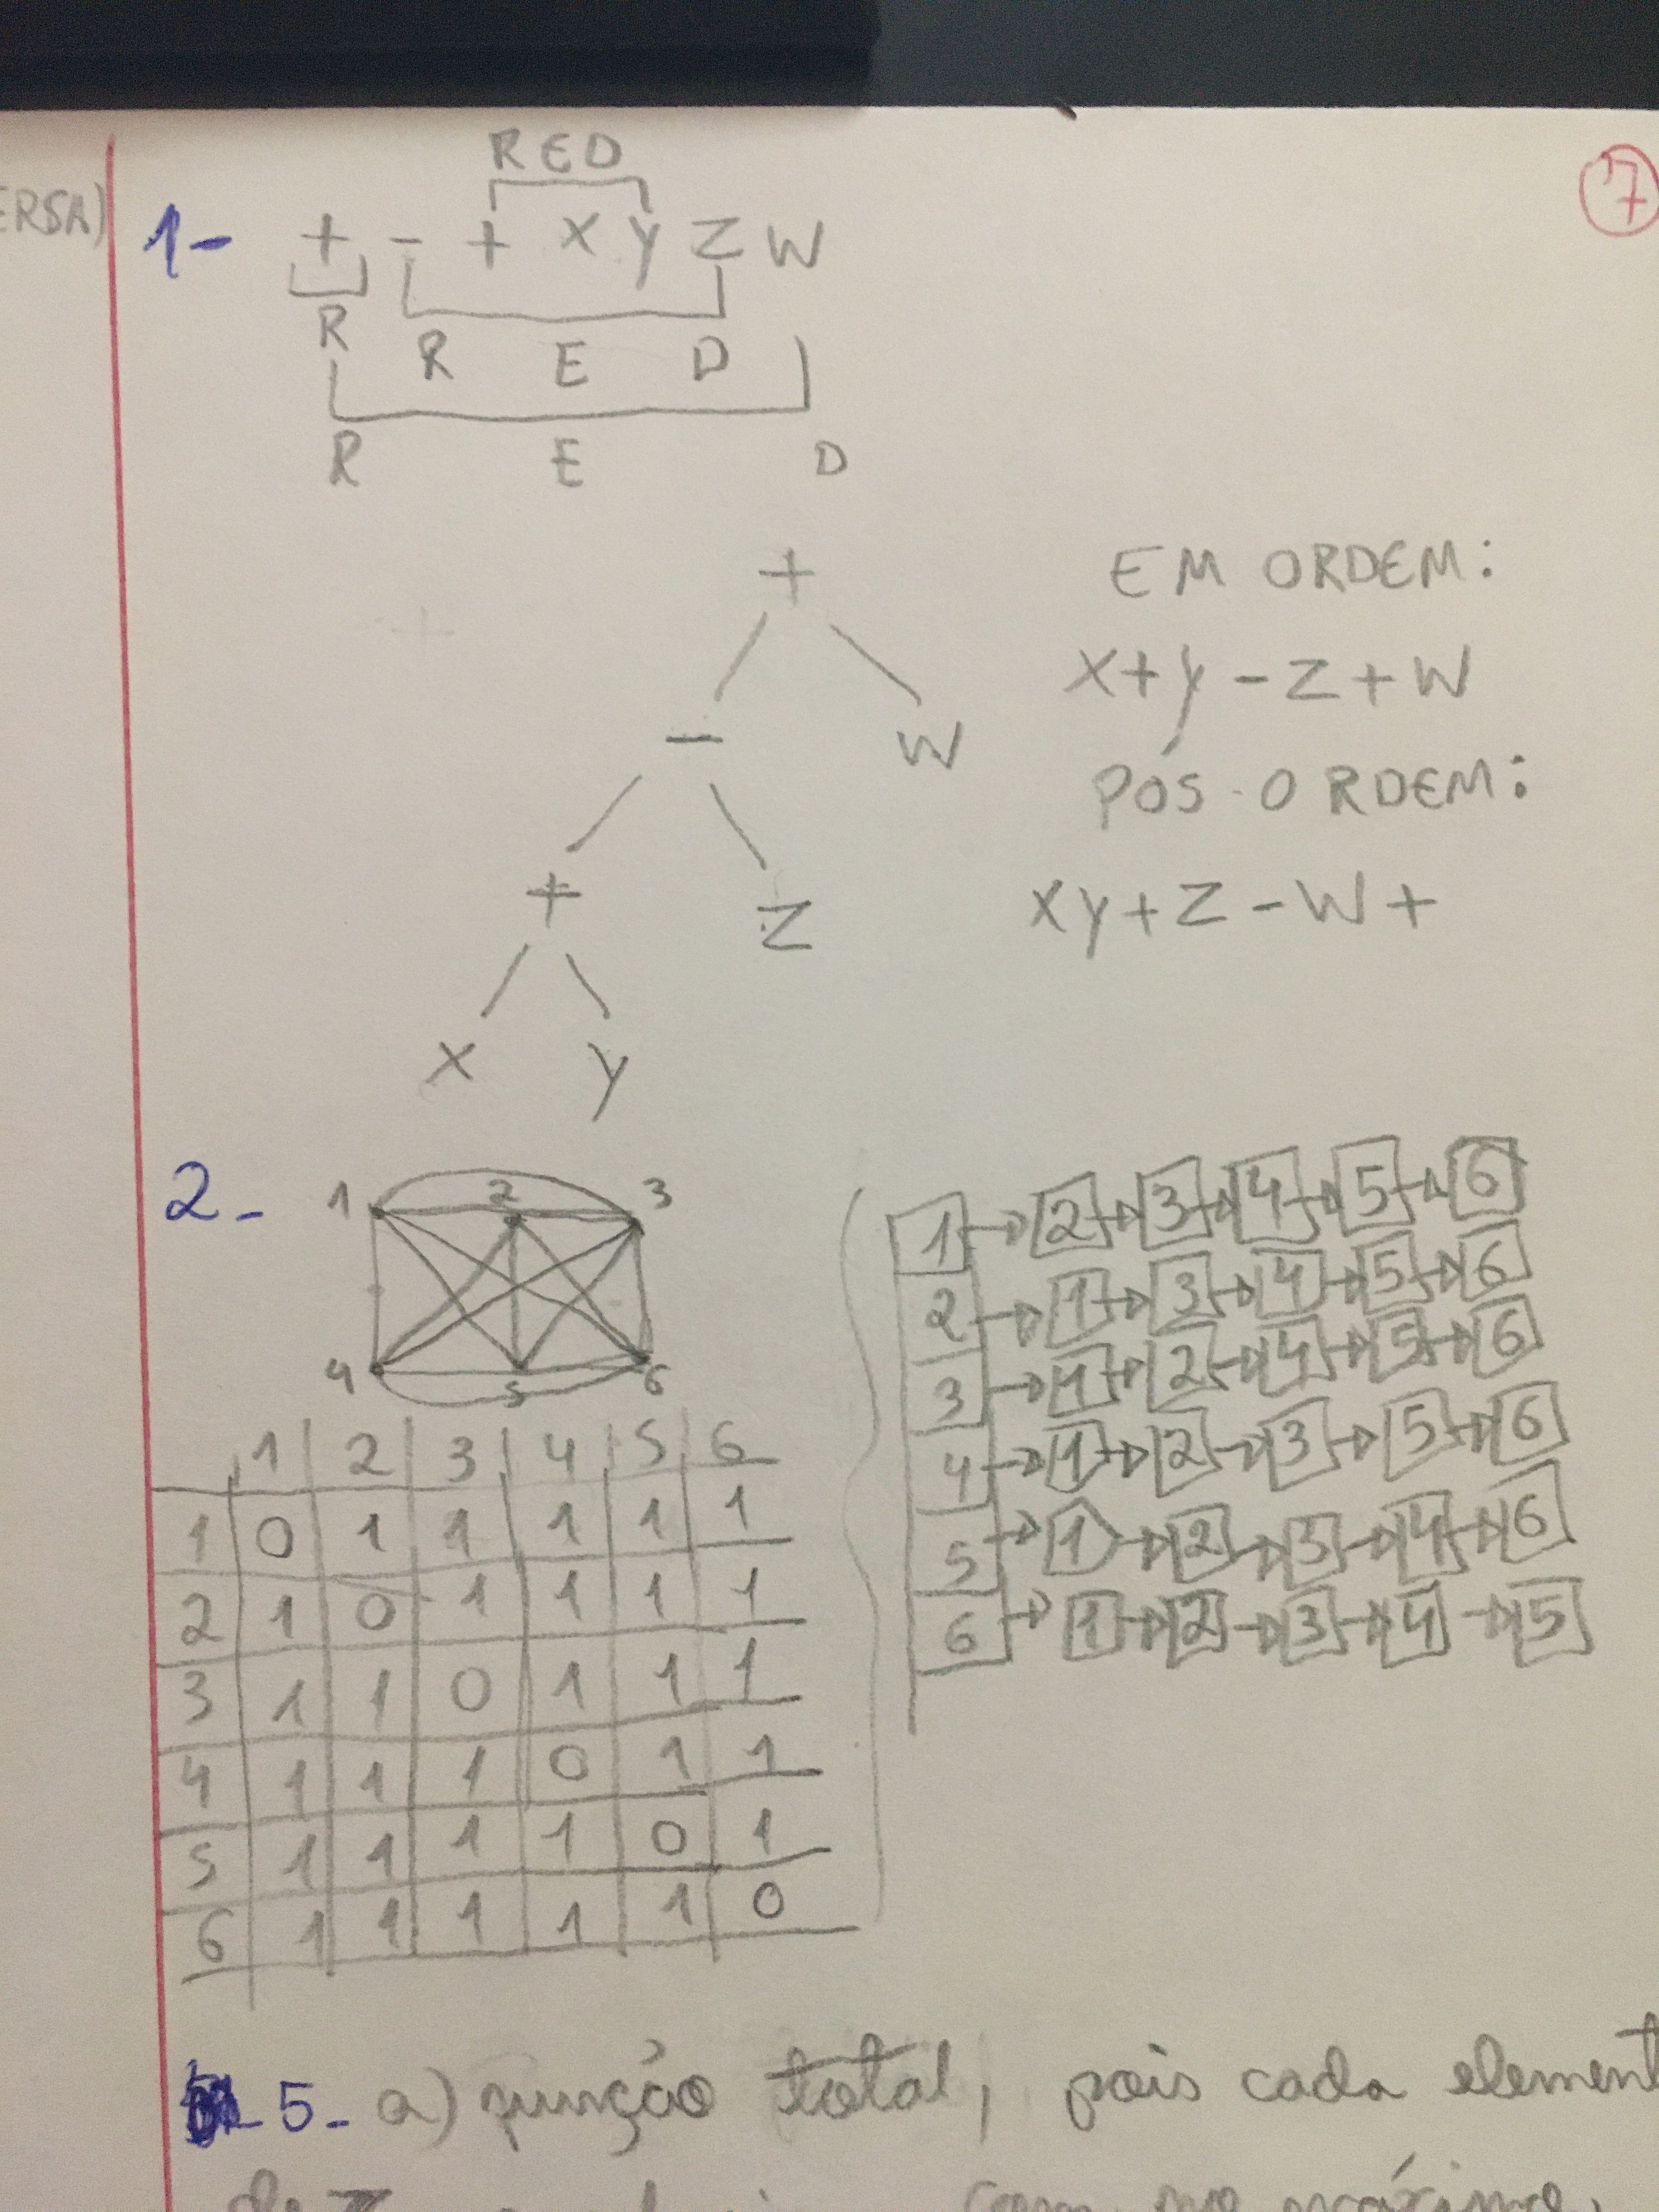 ERSA)
7
RED
1- + - + X Y Z W
R
R E D
R E D
+
- W
+ Z
X Y
EM ORDEM:
X+Y-Z+W
PÓS-ORDEM:
XY+Z-W+
2-
1 2 3
4 5 6
1 2 3 4 5 6
1 0 1 1 1 1 1
2 1 0 1 1 1 1
3 1 1 0 1 1 1
4 1 1 1 0 1 1
5 1 1 1 1 0 1
6 1 1 1 1 1 0
1 → 2 → 3 → 4 → 5 → 6
2 → 1 → 3 → 4 → 5 → 6
3 → 1 → 2 → 4 → 5 → 6
4 → 1 → 2 → 3 → 5 → 6
5 → 1 → 2 → 3 → 4 → 6
6 → 1 → 2 → 3 → 4 → 5
5- a) função total, pois cada element
no máximo,